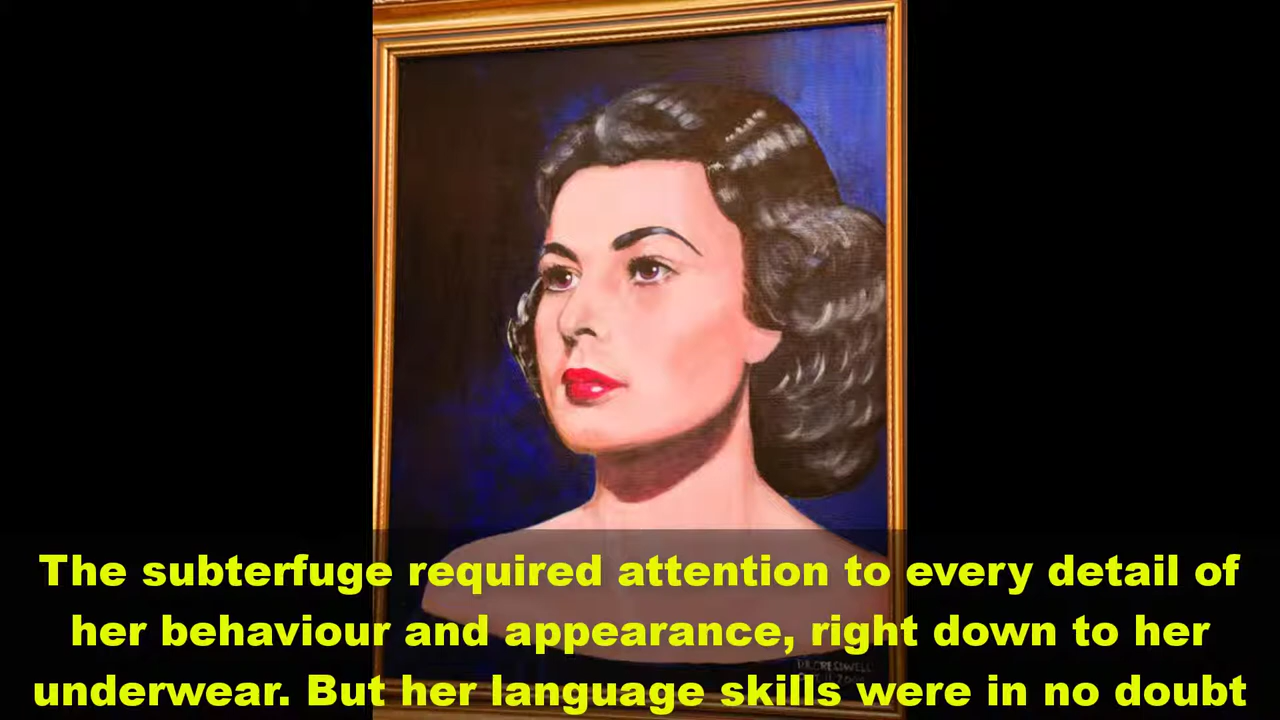 The subterfuge required attention to every detail of
her behaviour and appearance, right down to her
underwear. But her language skills were in no doubt
D.R.CRESWELL